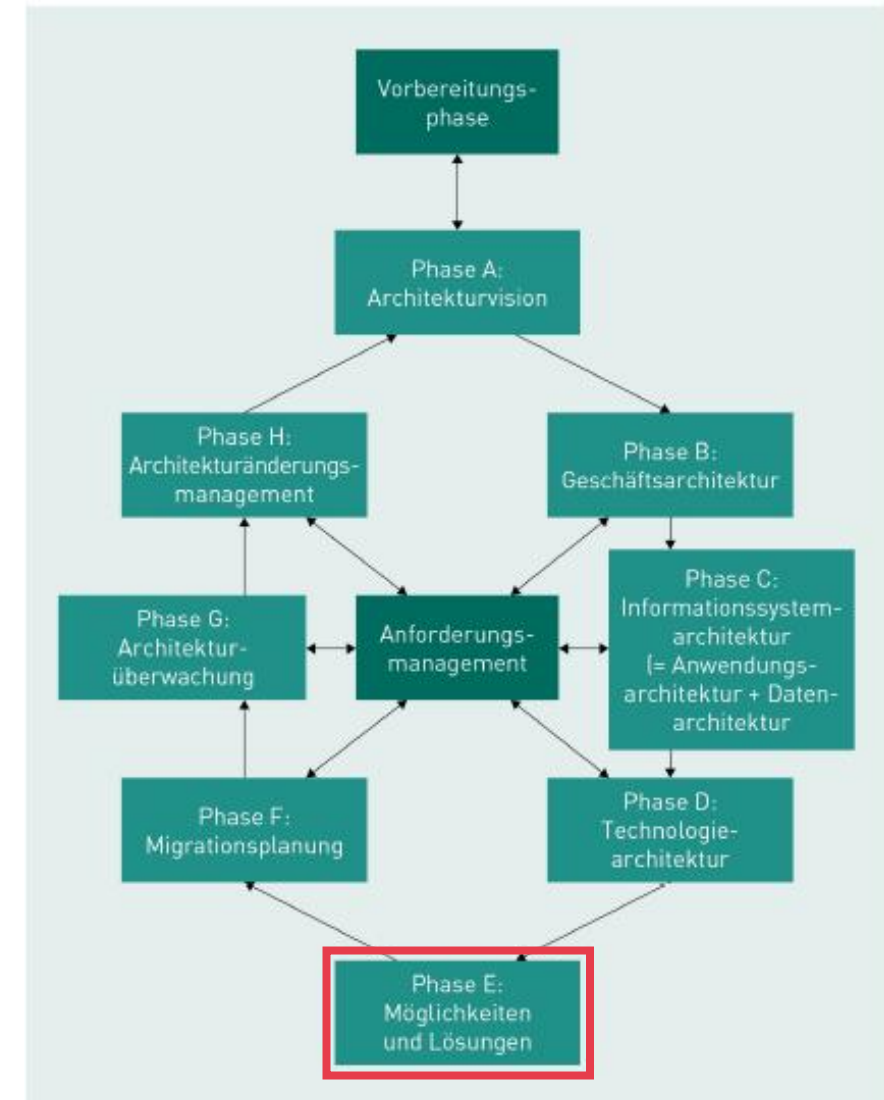 Vorbereitungs-
phase
Phase A:
Architekturvision
Phase H:
Architekturänderungs-
management
Phase B:
Geschäftsarchitektur
Phase C:
Informationssystem-
architektur
(= Anwendungs-
architektur + Daten-
architektur
Phase G:
Architektur-
überwachung
Anforderungs-
management
Phase F:
Migrationsplanung
Phase D:
Technologie-
architektur
Phase E:
Möglichkeiten
und Lösungen